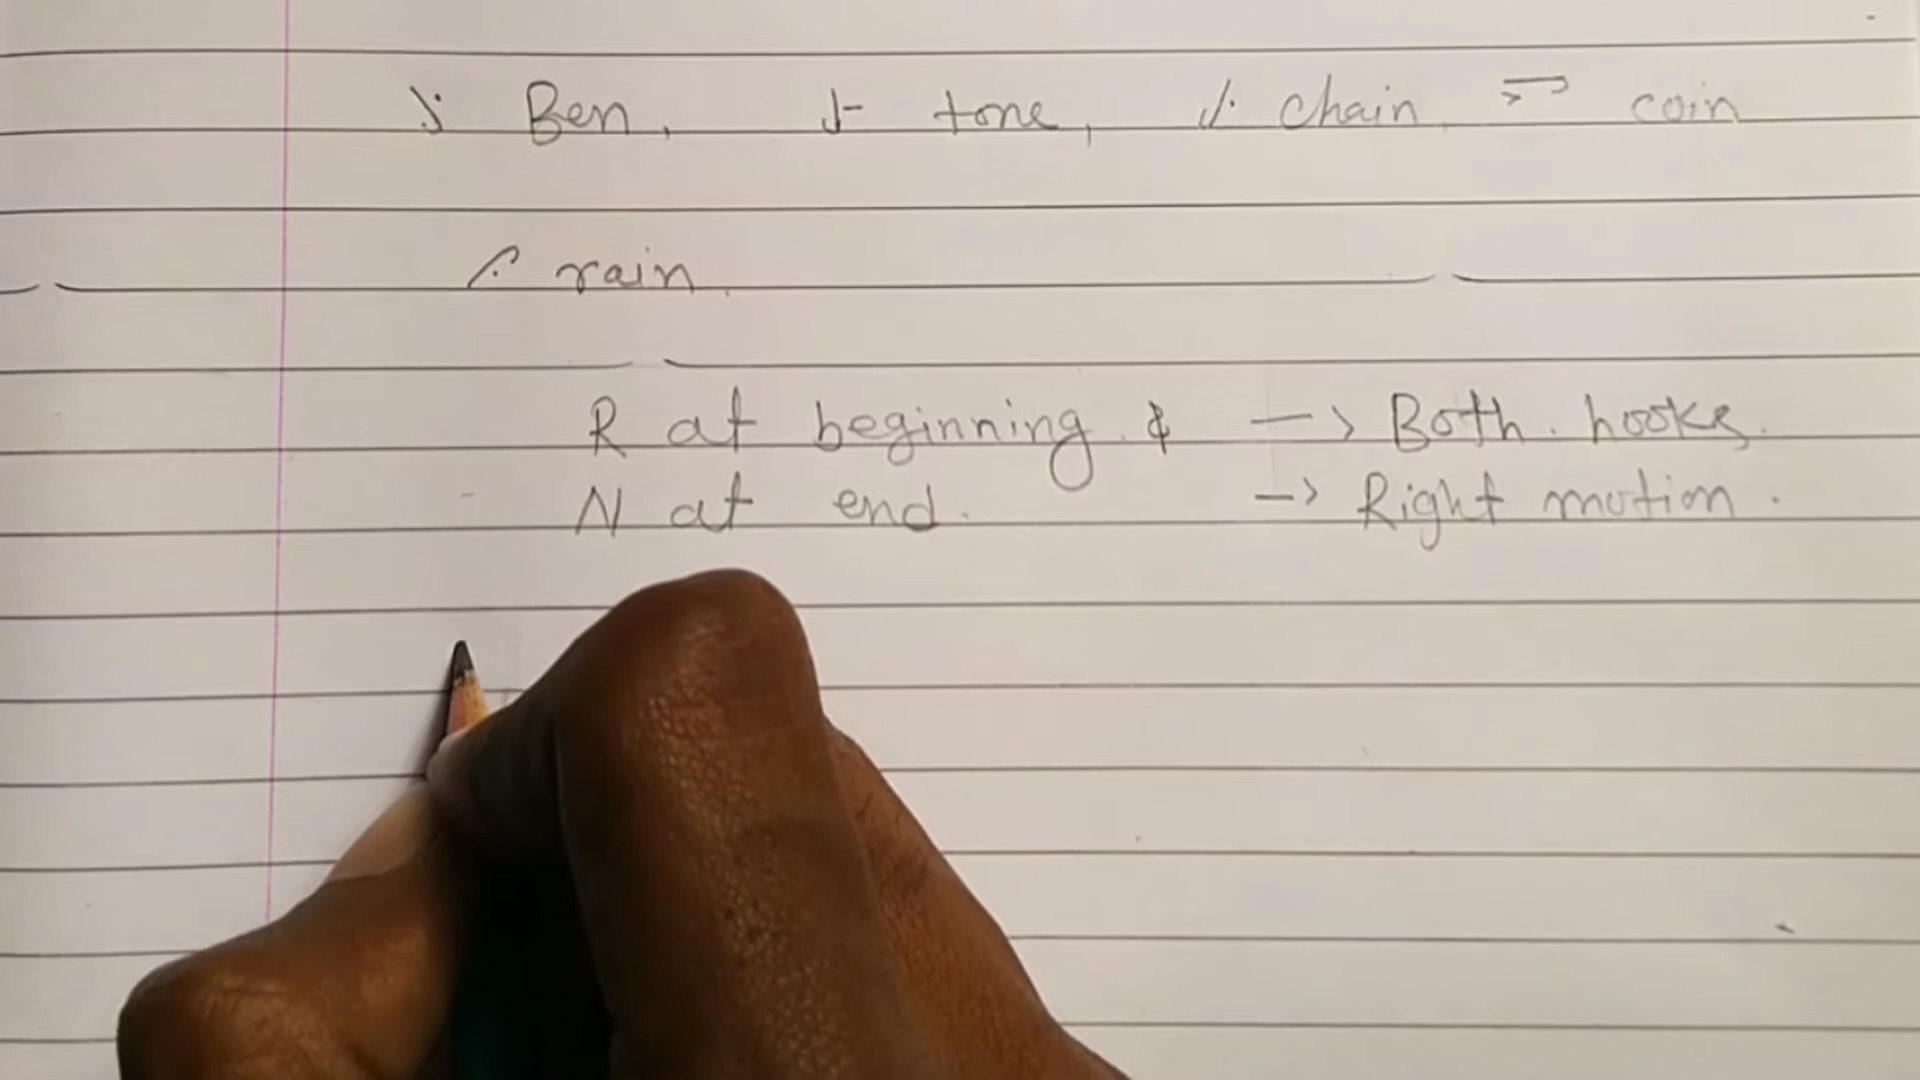 Ben, tone, chain, coin
rain.
R at beginning & → Both hooks.
N at end. → Right motion.